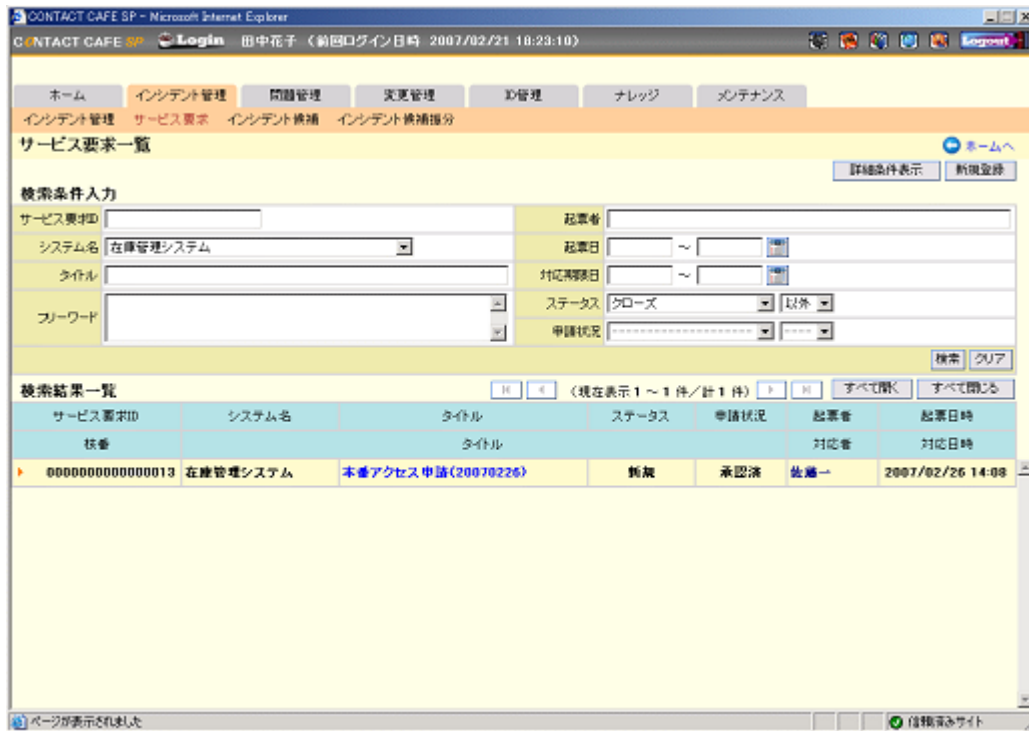 CONTACT CAFE SP - Microsoft Internet Explorer
CONTACT CAFE SP Login 田中花子 (前回ログイン日時 2007/02/21 18:23:10) Logout
ホーム インシデント管理 問題管理 変更管理 ID管理 ナレッジ メンテナンス
インシデント管理 サービス要求 インシデント候補 インシデント候補振分
サービス要求一覧 ホームへ
詳細条件表示 新規登録
検索条件入力
サービス要求ID 起票者
システム名 在庫管理システム 起票日 ～
タイトル 対応期限日 ～
フリーワード ステータス クローズ 以外
申請状況 -------------------- ----
検索 クリア
検索結果一覧 (現在表示 1 ～ 1 件/計 1 件) すべて開く すべて閉じる
サービス要求ID システム名 タイトル ステータス 申請状況 起票者 起票日時
枝番 タイトル 対応者 対応日時
0000000000000013 在庫管理システム 本番アクセス申請(20070226) 新規 承認済 佐藤一 2007/02/26 14:08
ページが表示されました 信頼済みサイト